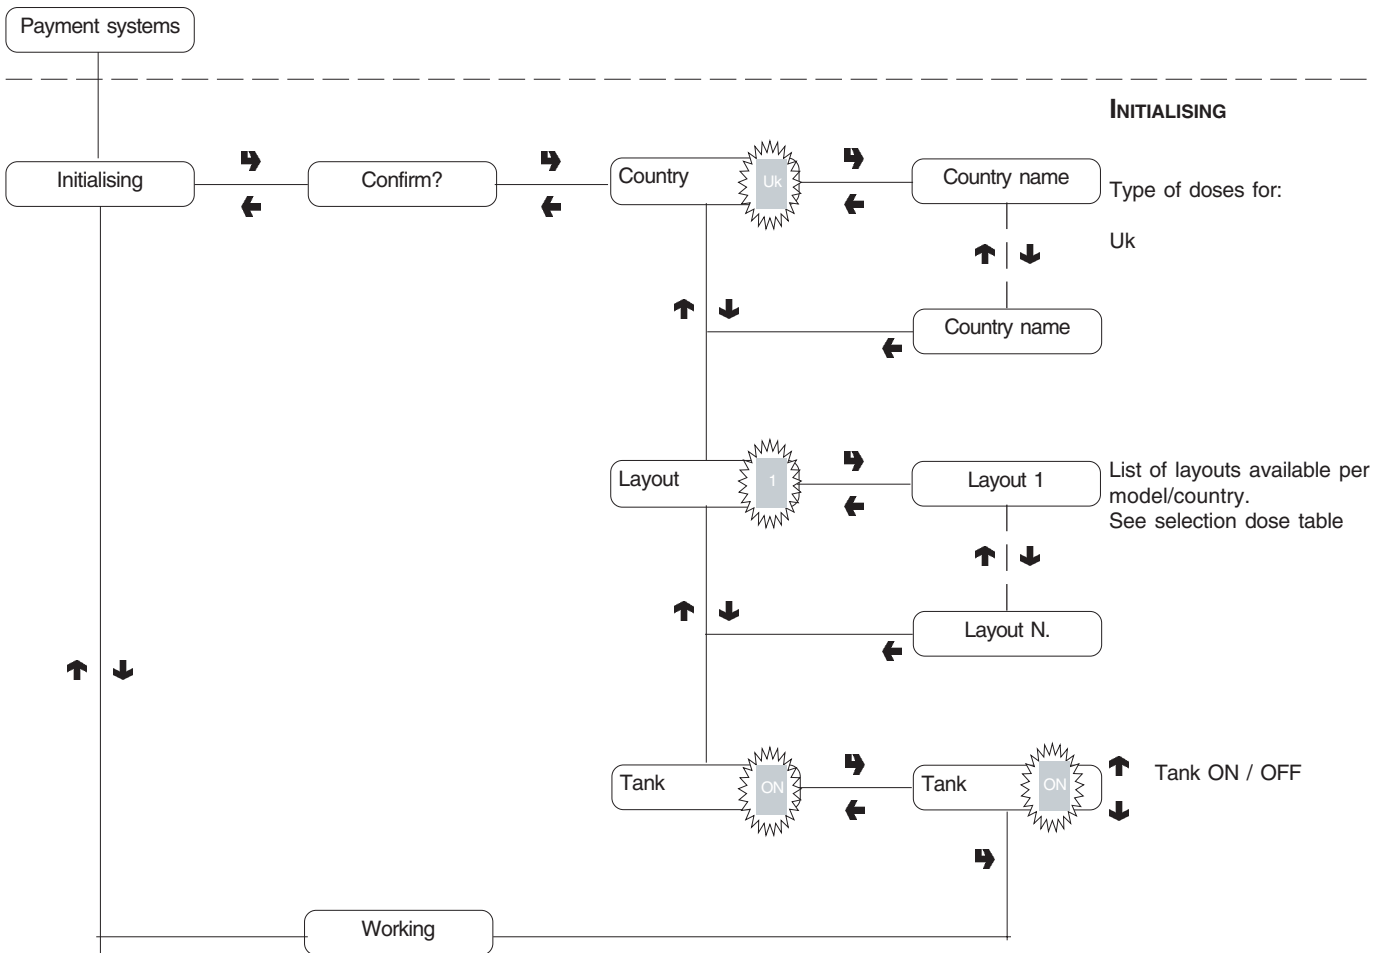 Payment systems
INITIALISING
Initialising
Confirm?
Country
Uk
Country name
Type of doses for:
Uk
Country name
Layout
1
Layout 1
List of layouts available per
model/country.
See selection dose table
Layout N.
Tank
ON
Tank
ON
Tank ON / OFF
Working